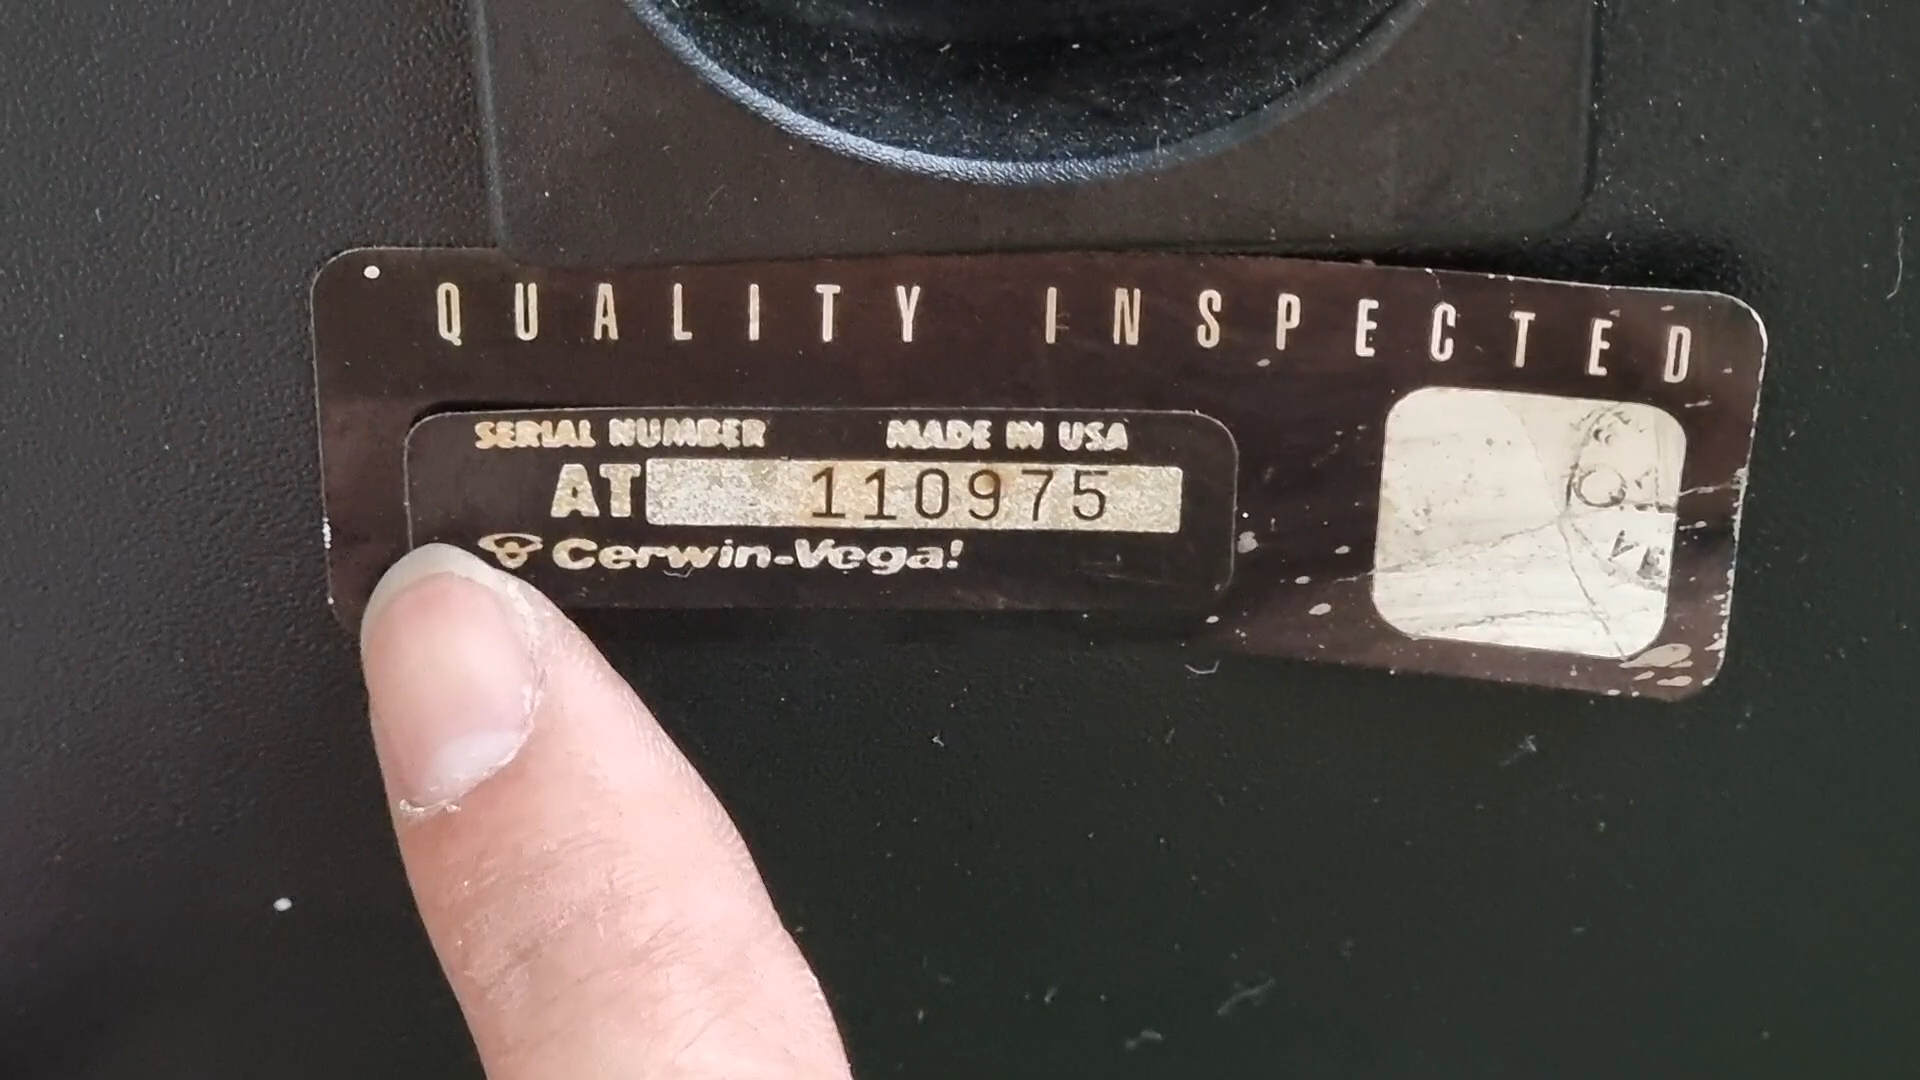 QUALITY INSPECTED
SERIAL NUMBER MADE IN USA
AT 110975
Cerwin-Vega!